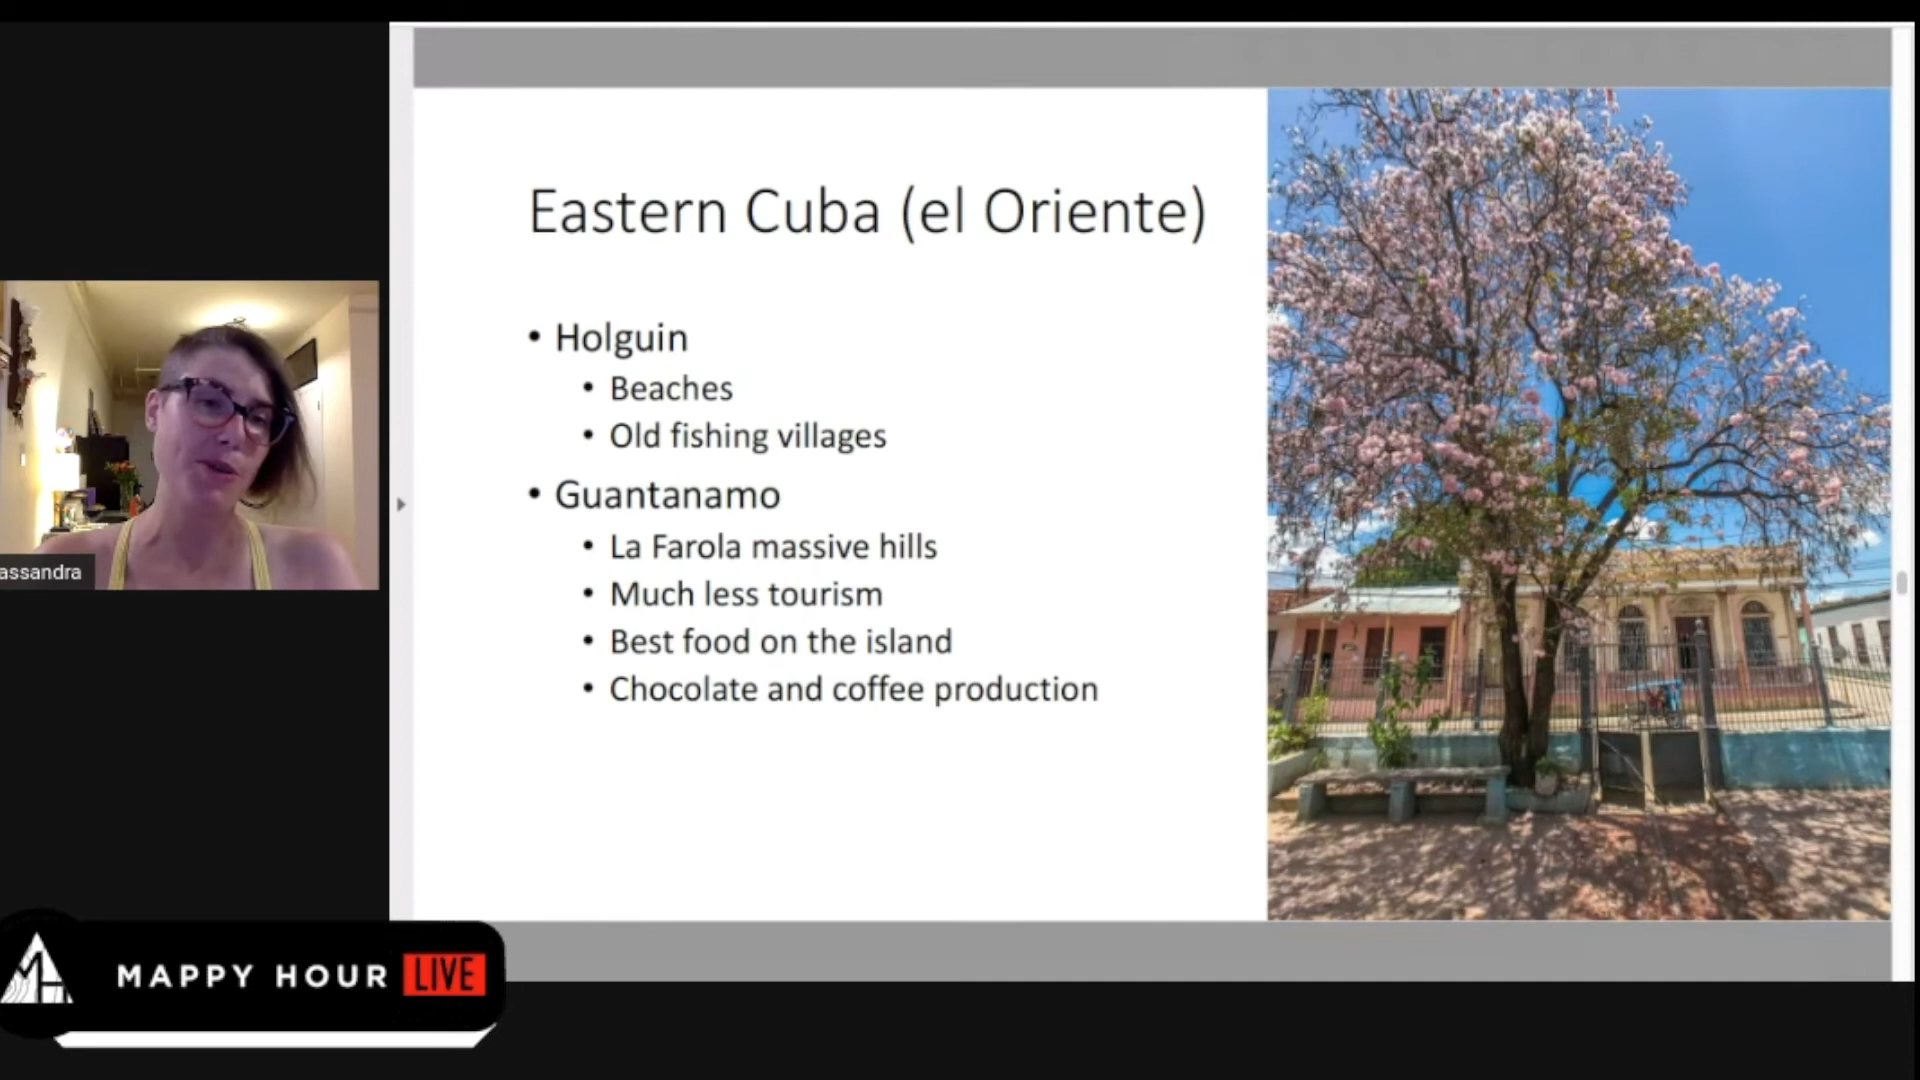 Eastern Cuba (el Oriente)
• Holguin
• Beaches
• Old fishing villages
• Guantanamo
• La Farola massive hills
• Much less tourism
• Best food on the island
• Chocolate and coffee production
assandra
MAPPY HOUR LIVE